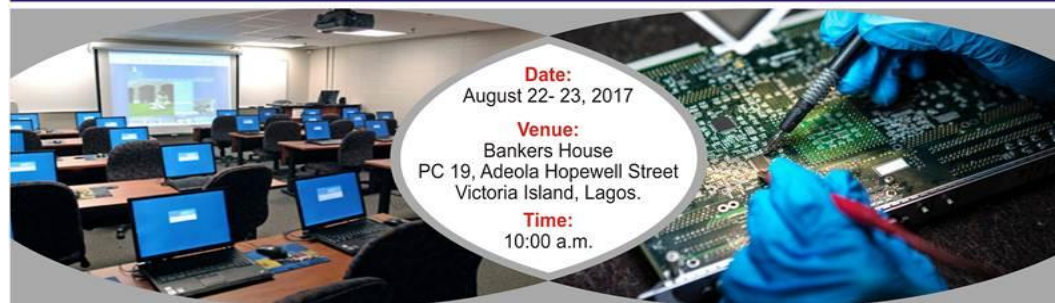 Date:
August 22- 23, 2017
Venue:
Bankers House
PC 19, Adeola Hopewell Street
Victoria Island, Lagos.
Time:
10:00 a.m.